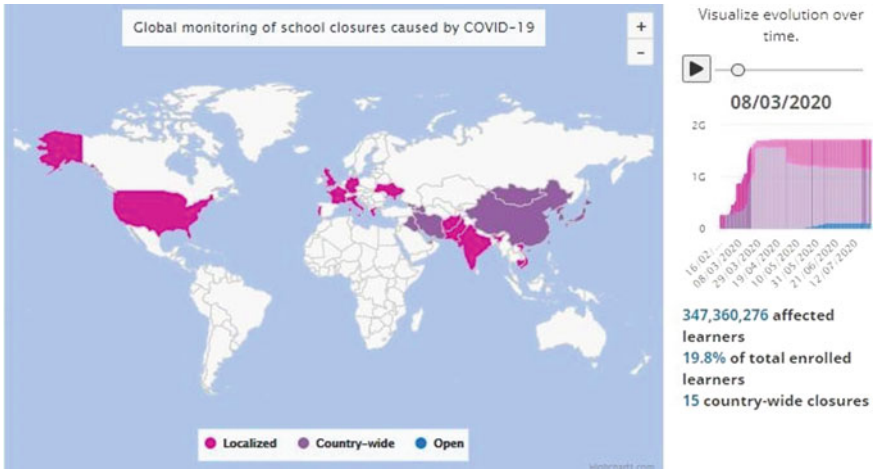 Global monitoring of school closures caused by COVID-19
+
−
Localized
Country-wide
Open
Visualize evolution over
time.
08/03/2020
2G
1G
0
16/02/...
08/03/2020
29/03/2020
19/04/2020
10/05/2020
31/05/2020
21/06/2020
12/07/2020
347,360,276 affected
learners
19.8% of total enrolled
learners
15 country-wide closures